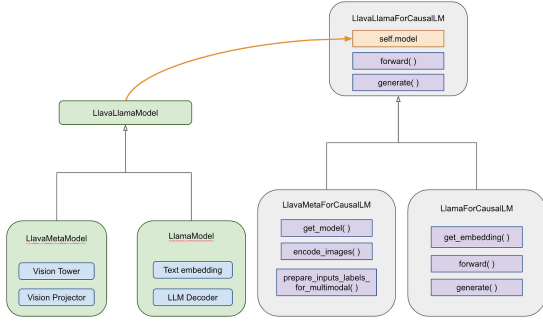 LlavaLlamaForCausalLM
self.model
forward( )
generate( )
LlavaLlamaModel
LlavaMetaModel
Vision Tower
Vision Projector
LlamaModel
Text embedding
LLM Decoder
LlavaMetaForCausalLM
get_model( )
encode_images( )
prepare_inputs_labels_
for_multimodal( )
LlamaForCausalLM
get_embedding( )
forward( )
generate( )